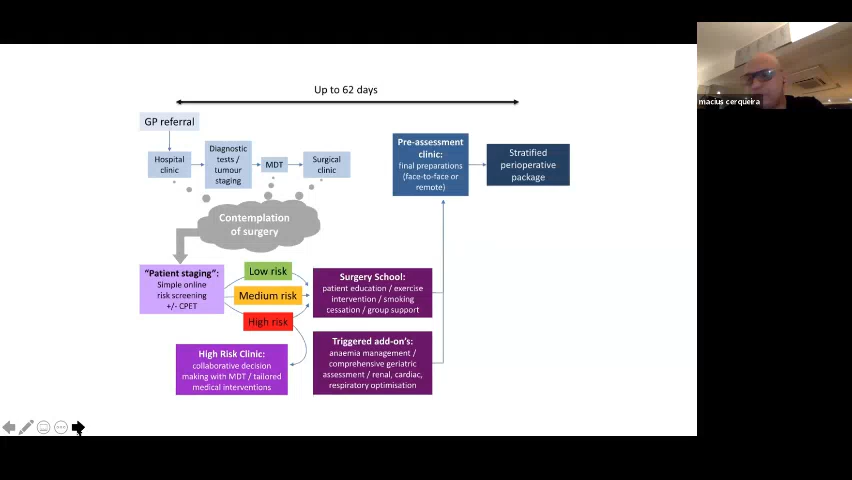 Up to 62 days
GP referral
Hospital
clinic
Diagnostic
tests /
tumour
staging
MDT
Surgical
clinic
Contemplation
of surgery
Pre-assessment
clinic:
final preparations
(face-to-face or
remote)
Stratified
perioperative
package
"Patient staging":
Simple online
risk screening
+/- CPET
Low risk
Medium risk
High risk
Surgery School:
patient education / exercise
intervention / smoking
cessation / group support
High Risk Clinic:
collaborative decision
making with MDT / tailored
medical interventions
Triggered add-on's:
anaemia management /
comprehensive geriatric
assessment / renal, cardiac,
respiratory optimisation
macius cerqueira